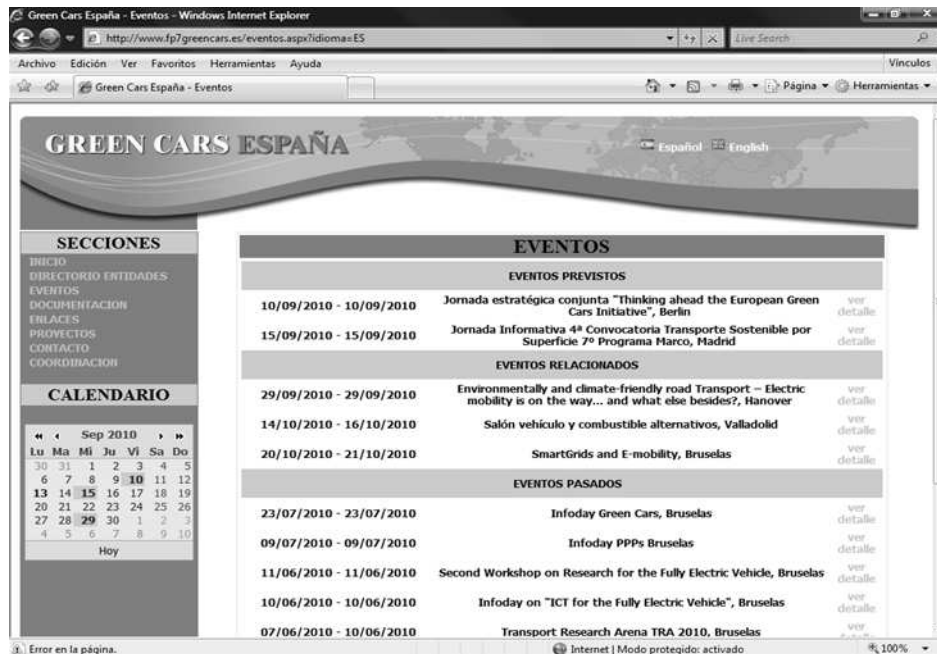 Green Cars España - Eventos - Windows Internet Explorer
http://www.fp7greencars.es/eventos.aspx?idioma=ES
Live Search
Archivo Edición Ver Favoritos Herramientas Ayuda
Vínculos
Green Cars España - Eventos
Página Herramientas
GREEN CARS ESPAÑA
Español English
SECCIONES
INICIO
DIRECTORIO ENTIDADES
EVENTOS
DOCUMENTACION
ENLACES
PROYECTOS
CONTACTO
COORDINACION
CALENDARIO
Sep 2010
Lu Ma Mi Ju Vi Sa Do
30 31 1 2 3 4 5
6 7 8 9 10 11 12
13 14 15 16 17 18 19
20 21 22 23 24 25 26
27 28 29 30 1 2 3
4 5 6 7 8 9 10
Hoy
EVENTOS
EVENTOS PREVISTOS
10/09/2010 - 10/09/2010
Jornada estratégica conjunta "Thinking ahead the European Green
Cars Initiative", Berlin
ver
detalle
15/09/2010 - 15/09/2010
Jornada Informativa 4ª Convocatoria Transporte Sostenible por
Superficie 7º Programa Marco, Madrid
ver
detalle
EVENTOS RELACIONADOS
29/09/2010 - 29/09/2010
Environmentally and climate-friendly road Transport – Electric
mobility is on the way... and what else besides?, Hanover
ver
detalle
14/10/2010 - 16/10/2010
Salón vehículo y combustible alternativos, Valladolid
ver
detalle
20/10/2010 - 21/10/2010
SmartGrids and E-mobility, Bruselas
ver
detalle
EVENTOS PASADOS
23/07/2010 - 23/07/2010
Infoday Green Cars, Bruselas
ver
detalle
09/07/2010 - 09/07/2010
Infoday PPPs Bruselas
ver
detalle
11/06/2010 - 11/06/2010
Second Workshop on Research for the Fully Electric Vehicle, Bruselas
ver
detalle
10/06/2010 - 10/06/2010
Infoday on "ICT for the Fully Electric Vehicle", Bruselas
ver
detalle
07/06/2010 - 10/06/2010
Transport Research Arena TRA 2010, Bruselas
ver
Error en la página.
Internet | Modo protegido: activado
100%